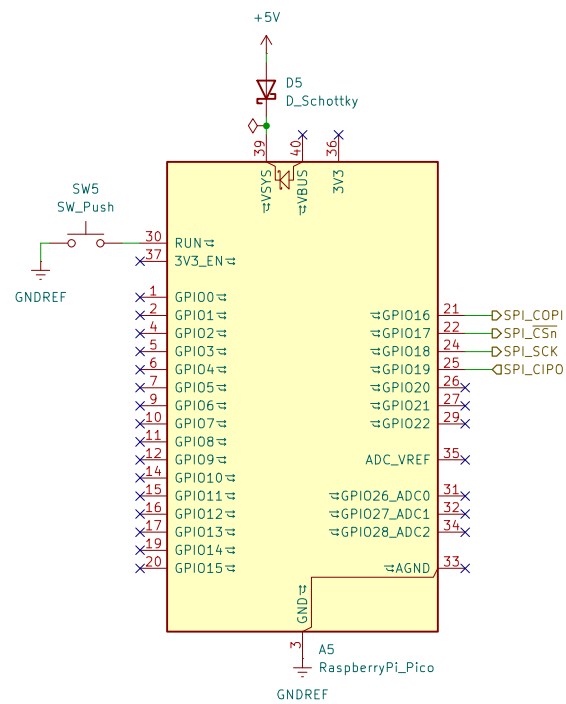 +5V
D5
D_Schottky
39
40
36
VSYS
VBUS
3V3
SW5
SW_Push
30
RUN
37
3V3_EN
GNDREF
1
GPIO0
2
GPIO1
4
GPIO2
5
GPIO3
6
GPIO4
7
GPIO5
9
GPIO6
10
GPIO7
11
GPIO8
12
GPIO9
14
GPIO10
15
GPIO11
16
GPIO12
17
GPIO13
19
GPIO14
20
GPIO15
GPIO16
21
SPI_COPI
GPIO17
22
SPI_CSn
GPIO18
24
SPI_SCK
GPIO19
25
SPI_CIPO
GPIO20
26
GPIO21
27
GPIO22
29
ADC_VREF
35
GPIO26_ADC0
31
GPIO27_ADC1
32
GPIO28_ADC2
34
AGND
33
GND
3
A5
RaspberryPi_Pico
GNDREF